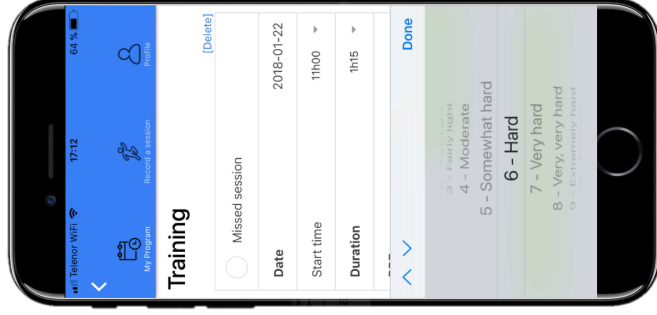 Telenor WiFi 17:12 64 %
My Program Record a session Profile
Training
[Delete]
Missed session
Date 2018-01-22
Start time 11h00
Duration 1h15
Done
3 - Fairly light
4 - Moderate
5 - Somewhat hard
6 - Hard
7 - Very hard
8 - Very, very hard
9 - Extremely hard